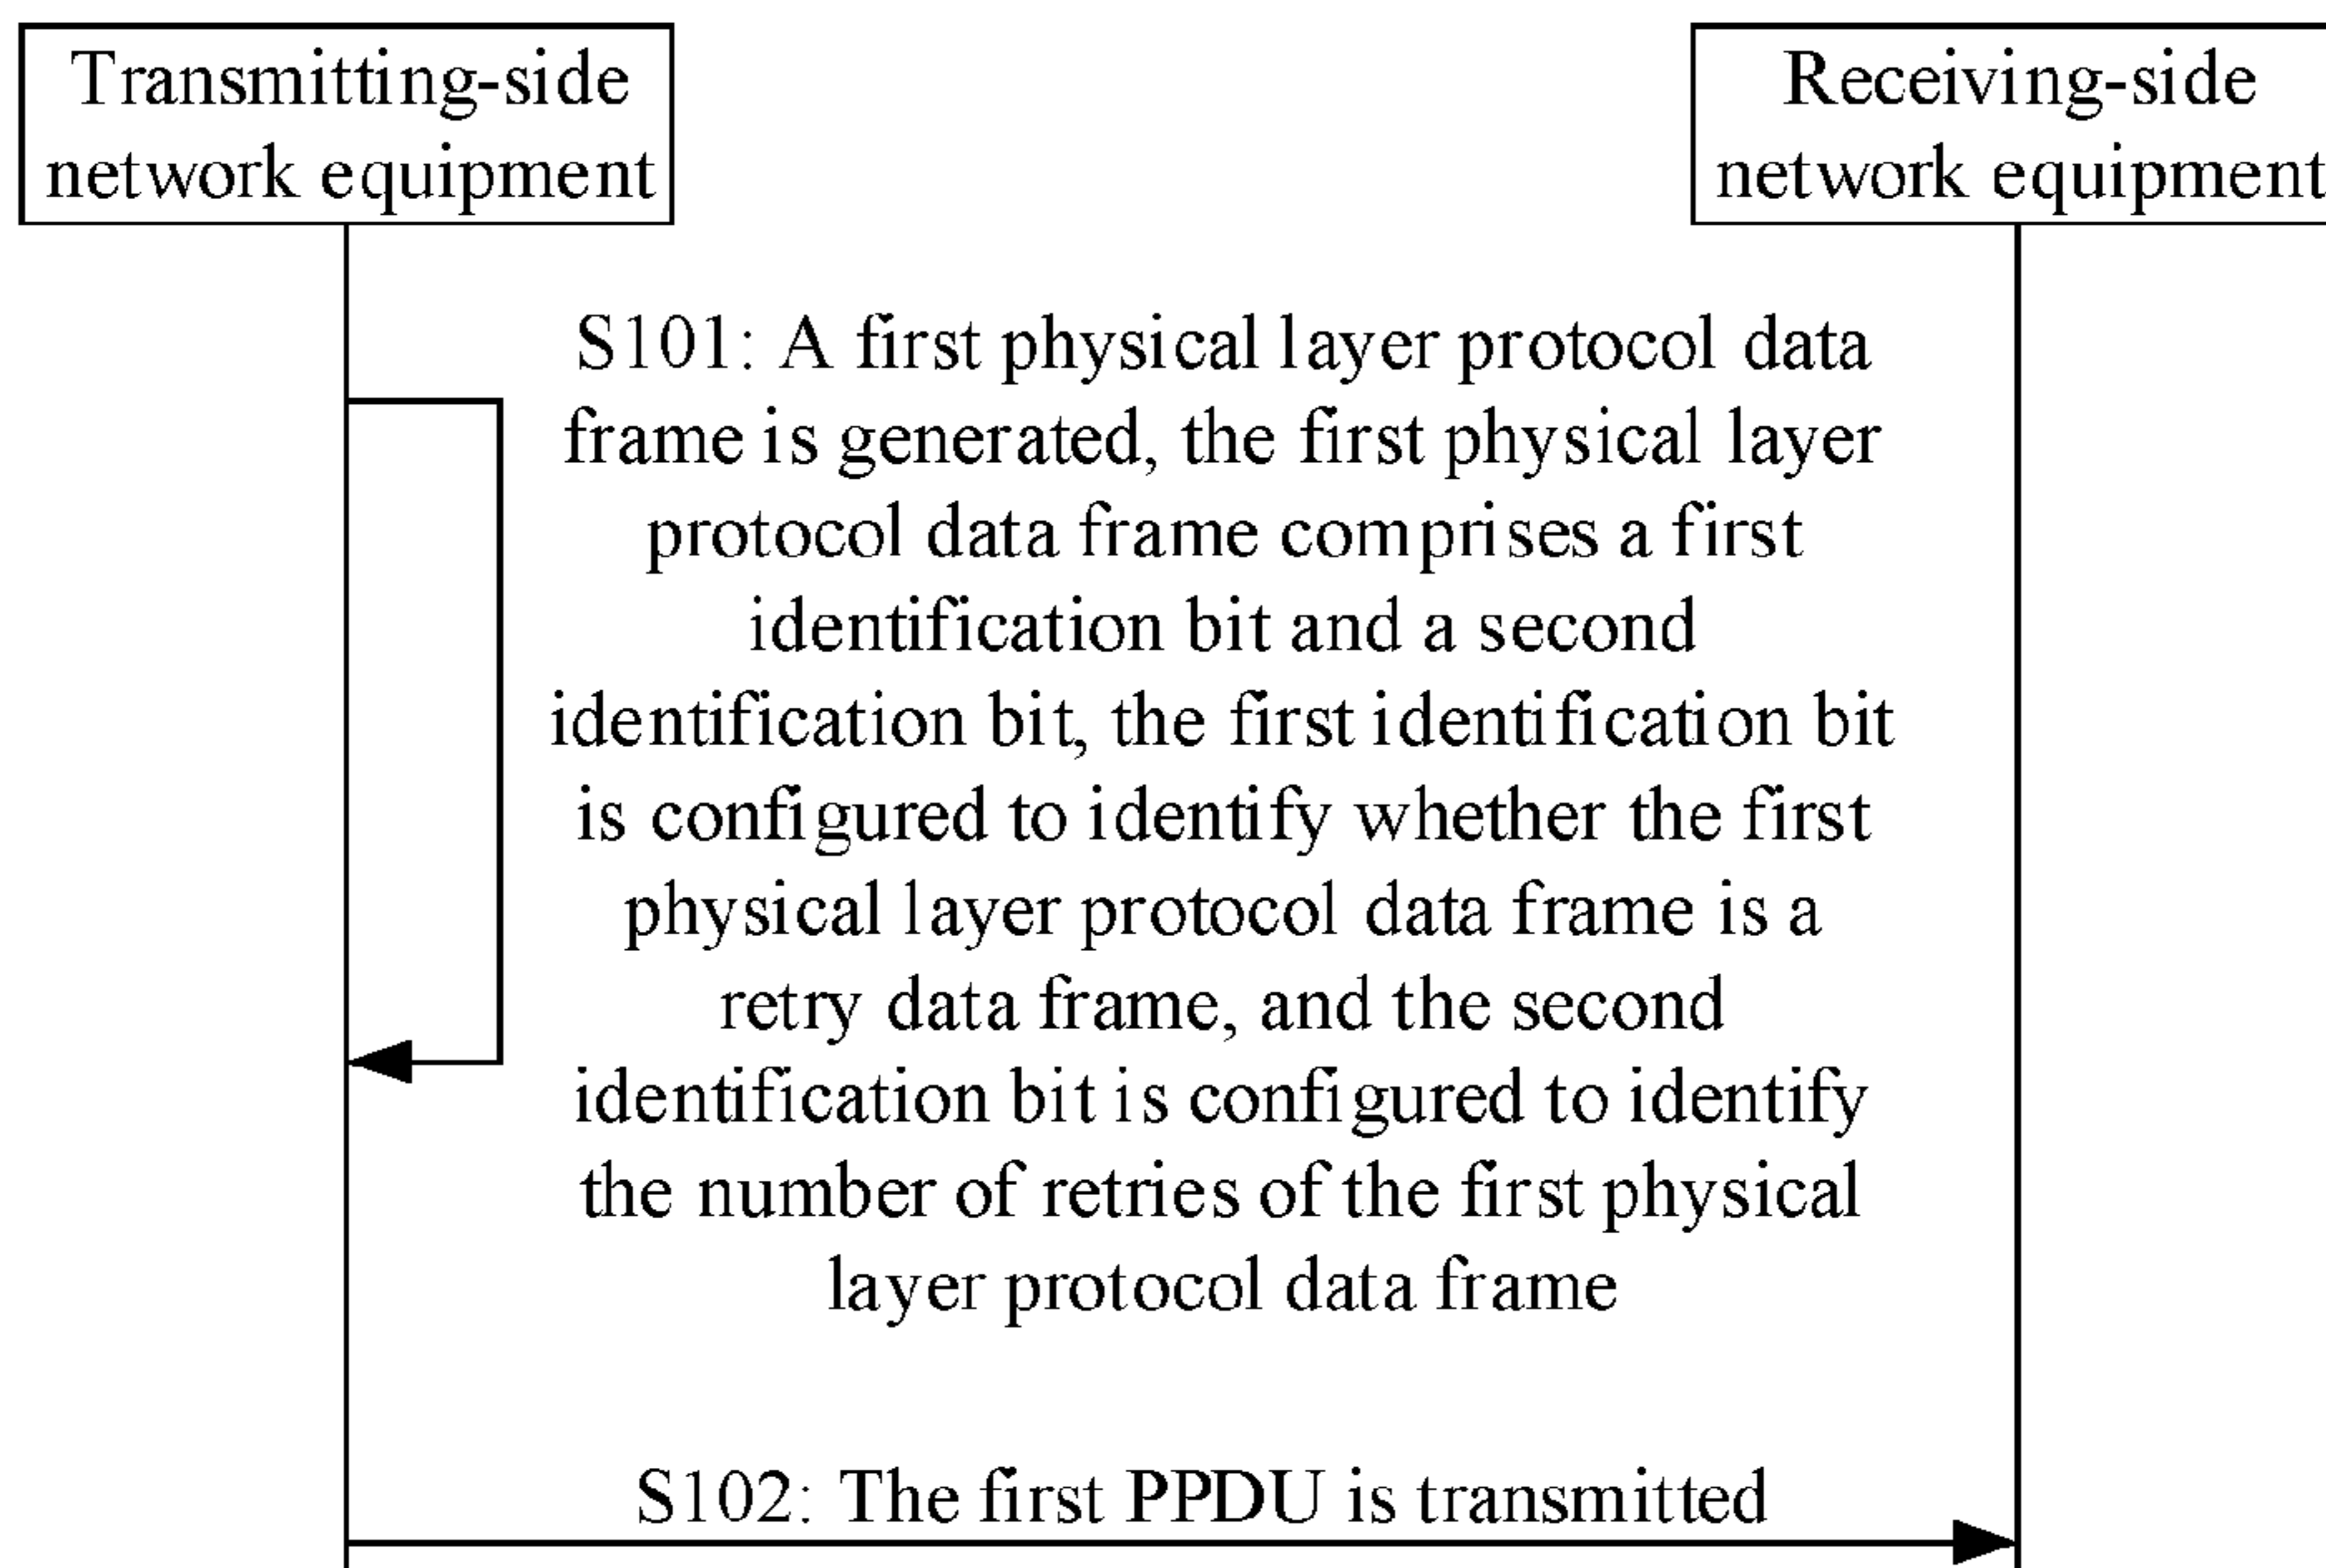 Transmitting-side
network equipment
Receiving-side
network equipment
S101: A first physical layer protocol data
frame is generated, the first physical layer
protocol data frame comprises a first
identification bit and a second
identification bit, the first identification bit
is configured to identify whether the first
physical layer protocol data frame is a
retry data frame, and the second
identification bit is configured to identify
the number of retries of the first physical
layer protocol data frame
S102: The first PPDU is transmitted